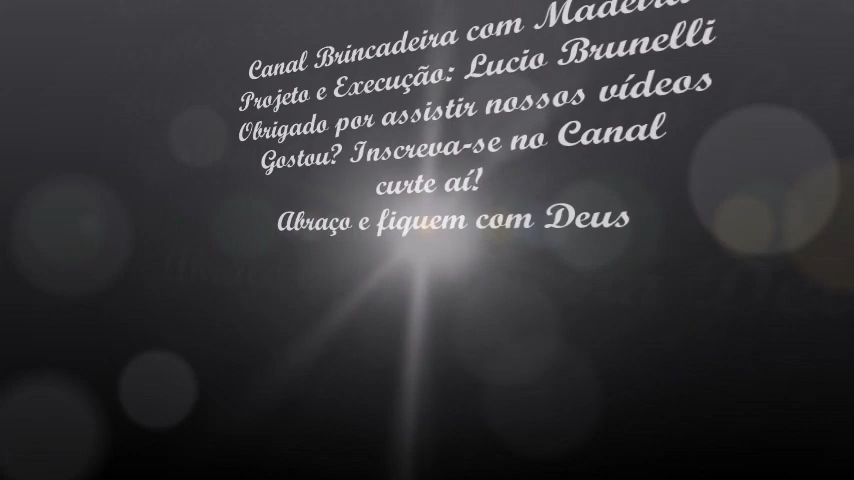 Canal Brincadeira com Madeira
Projeto e Execução: Lucio Brunelli
Obrigado por assistir nossos vídeos
Gostou? Inscreva-se no Canal
curte aí!
Abraço e fiquem com Deus